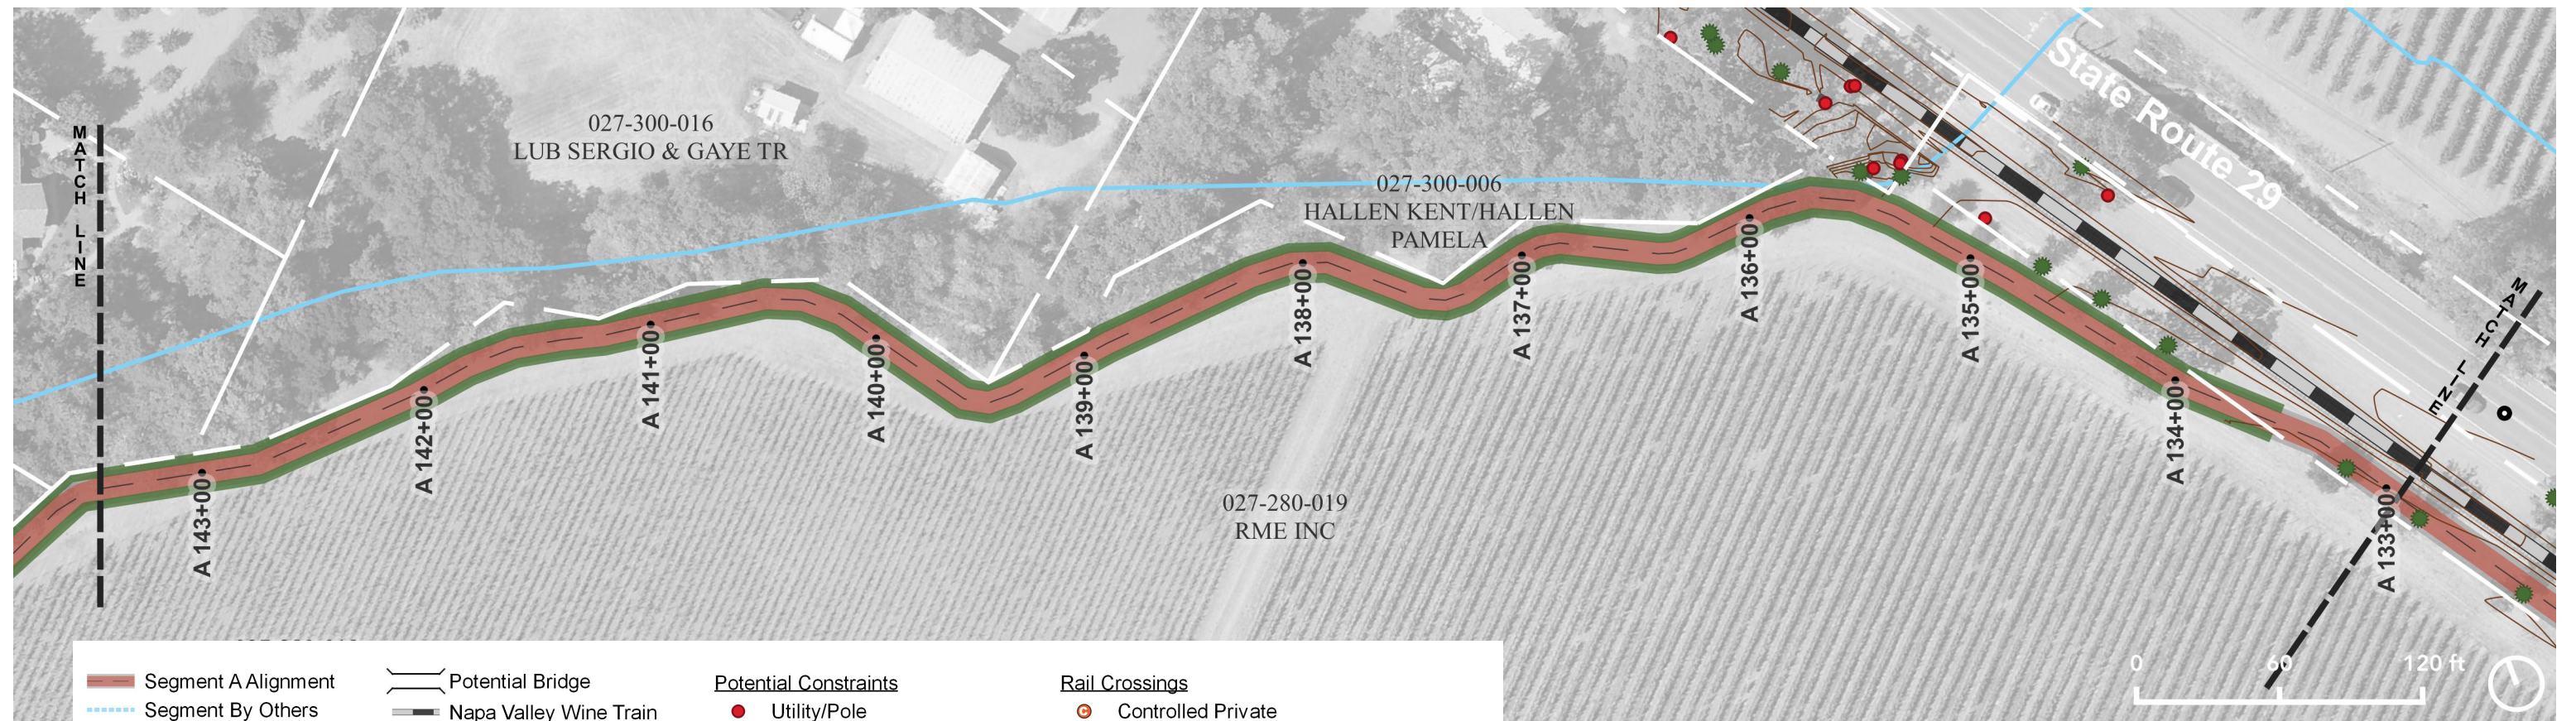 State Route 29
MATCH LINE
027-300-016
LUB SERGIO & GAYE TR
027-300-006
HALLEN KENT/HALLEN
PAMELA
MATCH LINE
A 143+00
A 142+00
A 141+00
A 140+00
A 139+00
A 138+00
A 137+00
A 136+00
A 135+00
A 134+00
A 133+00
027-280-019
RME INC
0 60 120 ft
Segment A Alignment
Segment By Others
Potential Bridge
Napa Valley Wine Train
Potential Constraints
Utility/Pole
Rail Crossings
C Controlled Private